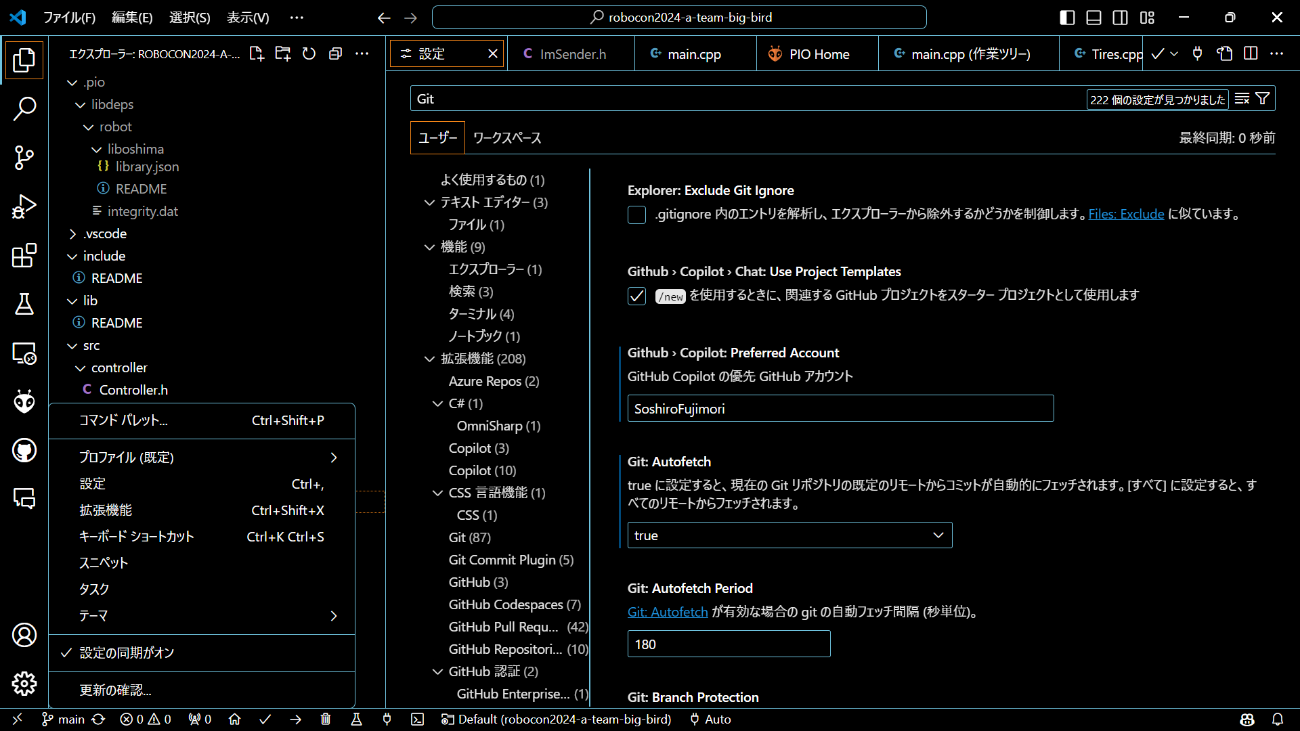 ファイル(F) 編集(E) 選択(S) 表示(V) ... robocon2024-a-team-big-bird
エクスプローラー: ROBOCON2024-A-...
.pio
libdeps
robot
liboshima
{} library.json
README
integrity.dat
.vscode
include
README
lib
README
src
controller
C Controller.h
コマンド パレット... Ctrl+Shift+P
プロファイル (既定)
設定 Ctrl+,
拡張機能 Ctrl+Shift+X
キーボード ショートカット Ctrl+K Ctrl+S
スニペット
タスク
テーマ
設定の同期がオン
更新の確認...
設定 C ImSender.h main.cpp PIO Home main.cpp (作業ツリー) Tires.cpp
Git 222 個の設定が見つかりました
ユーザー ワークスペース 最終同期: 0 秒前
よく使用するもの (1)
テキスト エディター (3)
ファイル (1)
機能 (9)
エクスプローラー (1)
検索 (3)
ターミナル (4)
ノートブック (1)
拡張機能 (208)
Azure Repos (2)
C# (1)
OmniSharp (1)
Copilot (3)
Copilot (10)
CSS 言語機能 (1)
CSS (1)
Git (87)
Git Commit Plugin (5)
GitHub (3)
GitHub Codespaces (7)
GitHub Pull Requ... (42)
GitHub Repositori... (10)
GitHub 認証 (2)
GitHub Enterprise... (1)
Explorer: Exclude Git Ignore
.gitignore 内のエントリを解析し、エクスプローラーから除外するかどうかを制御します。Files: Exclude に似ています。
Github › Copilot › Chat: Use Project Templates
/new を使用するときに、関連する GitHub プロジェクトをスターター プロジェクトとして使用します
Github › Copilot: Preferred Account
GitHub Copilot の優先 GitHub アカウント
SoshiroFujimori
Git: Autofetch
true に設定すると、現在の Git リポジトリの既定のリモートからコミットが自動的にフェッチされます。[すべて] に設定すると、す
べてのリモートからフェッチされます。
true
Git: Autofetch Period
Git: Autofetch が有効な場合の git の自動フェッチ間隔 (秒単位)。
180
Git: Branch Protection
main 0 0 0 Default (robocon2024-a-team-big-bird) Auto